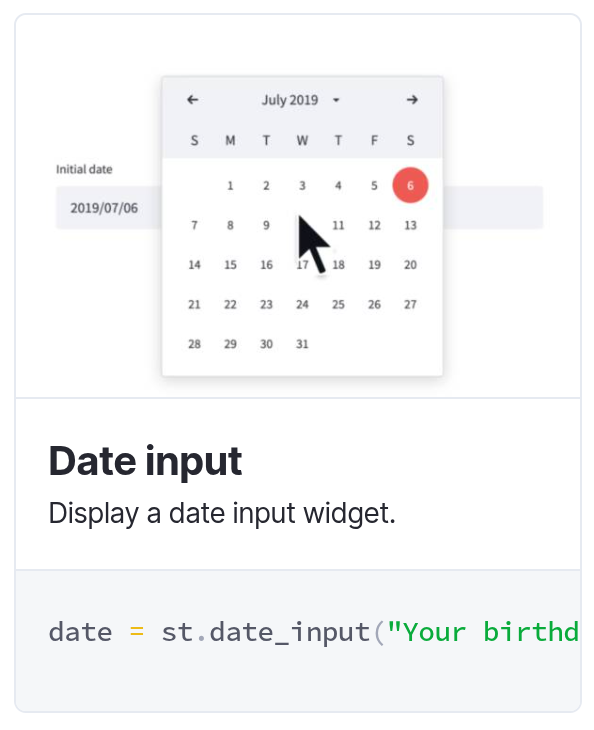 July 2019
S M T W T F S
Initial date
1 2 3 4 5 6
2019/07/06
7 8 9 11 12 13
14 15 16 17 18 19 20
21 22 23 24 25 26 27
28 29 30 31
Date input
Display a date input widget.
date = st.date_input("Your birthd